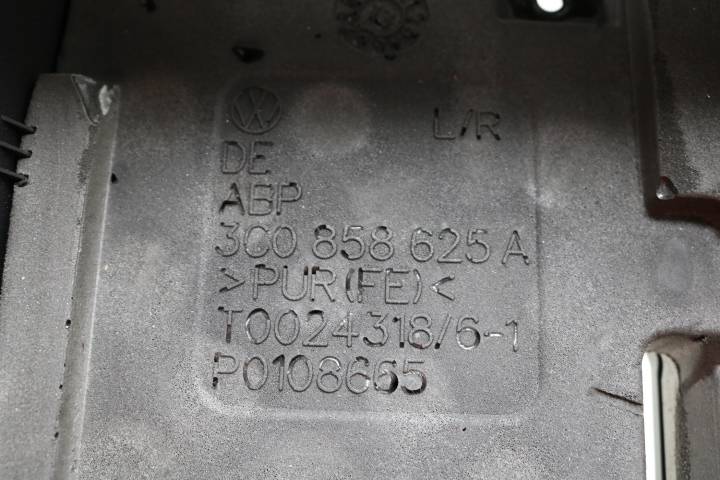 L/R
DE
ABP
3C0 858 625 A
>PUR(FE)<
T0024318/6-1
P0108665